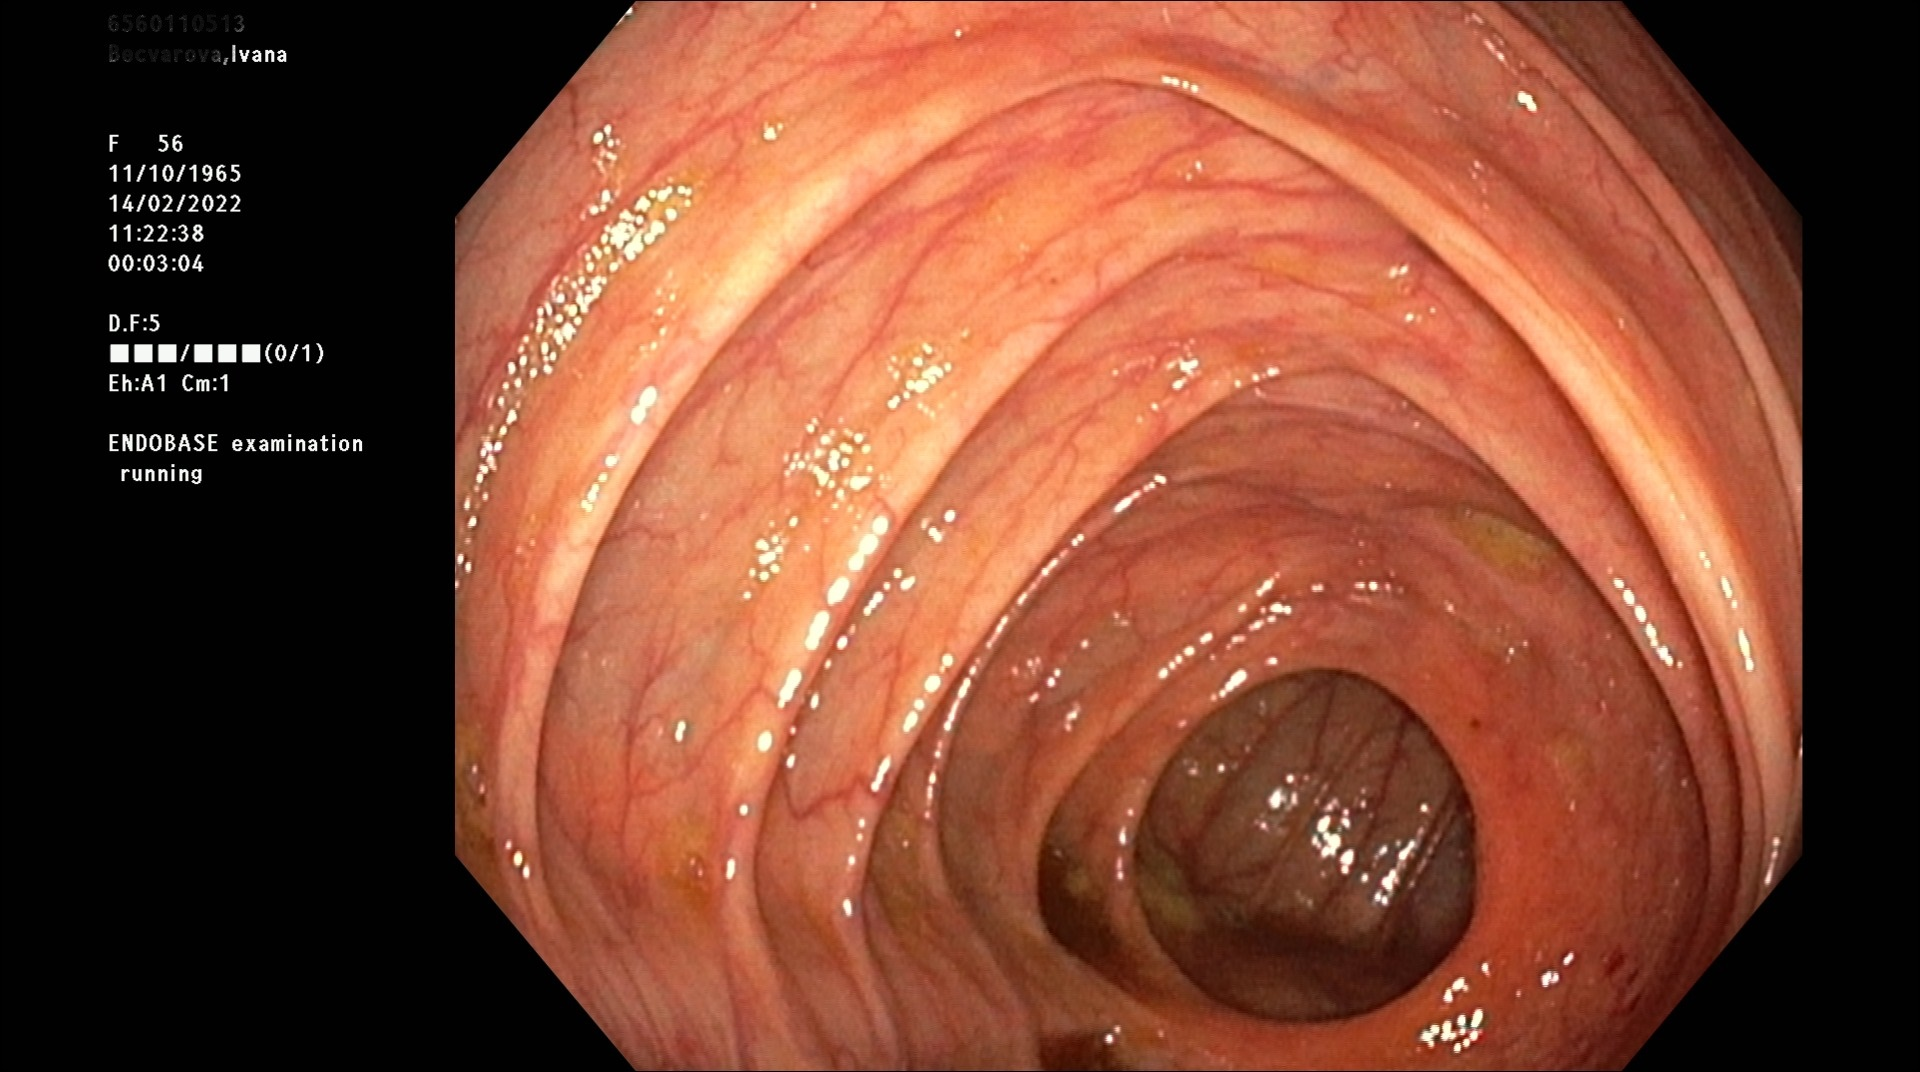 6560110513
Becvarova,Ivana
F 56
11/10/1965
14/02/2022
11:22:38
00:03:04
D.F:5
■■■/■■■(0/1)
Eh:A1 Cm:1
ENDOBASE examination
running